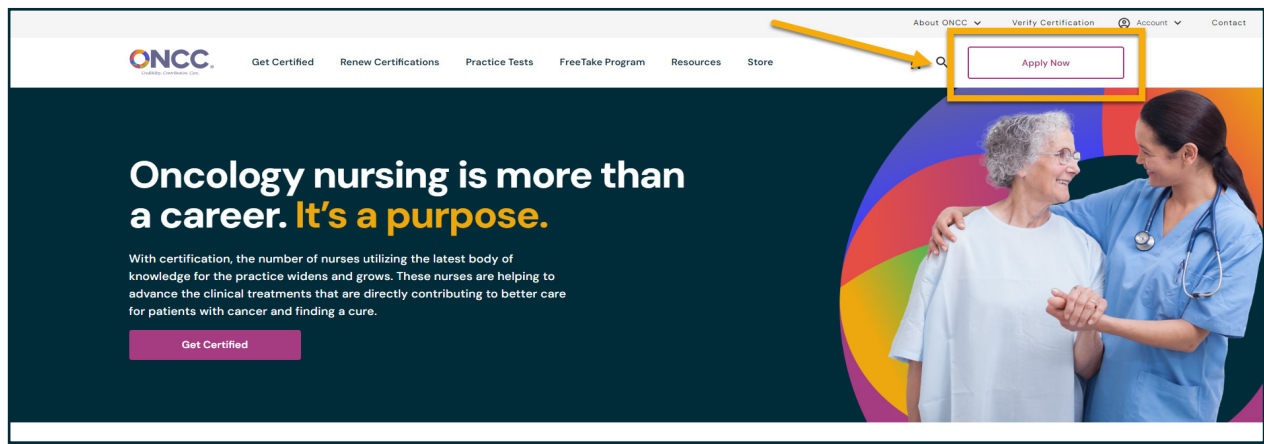 About ONCC Verify Certification Account Contact
ONCC.
Credibility. Contribution. Care.
Get Certified Renew Certifications Practice Tests FreeTake Program Resources Store Apply Now
Oncology nursing is more than
a career. It's a purpose.
With certification, the number of nurses utilizing the latest body of
knowledge for the practice widens and grows. These nurses are helping to
advance the clinical treatments that are directly contributing to better care
for patients with cancer and finding a cure.
Get Certified